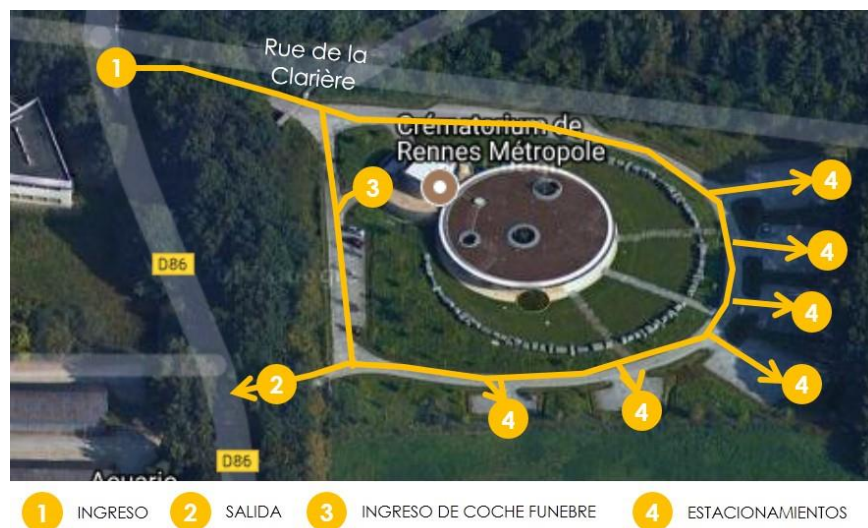 1
Rue de la
Clarière
Crématorium de
Rennes Métropole
3
4
4
D86
4
4
2
4
4
D86
1 INGRESO 2 SALIDA 3 INGRESO DE COCHE FUNEBRE 4 ESTACIONAMIENTOS